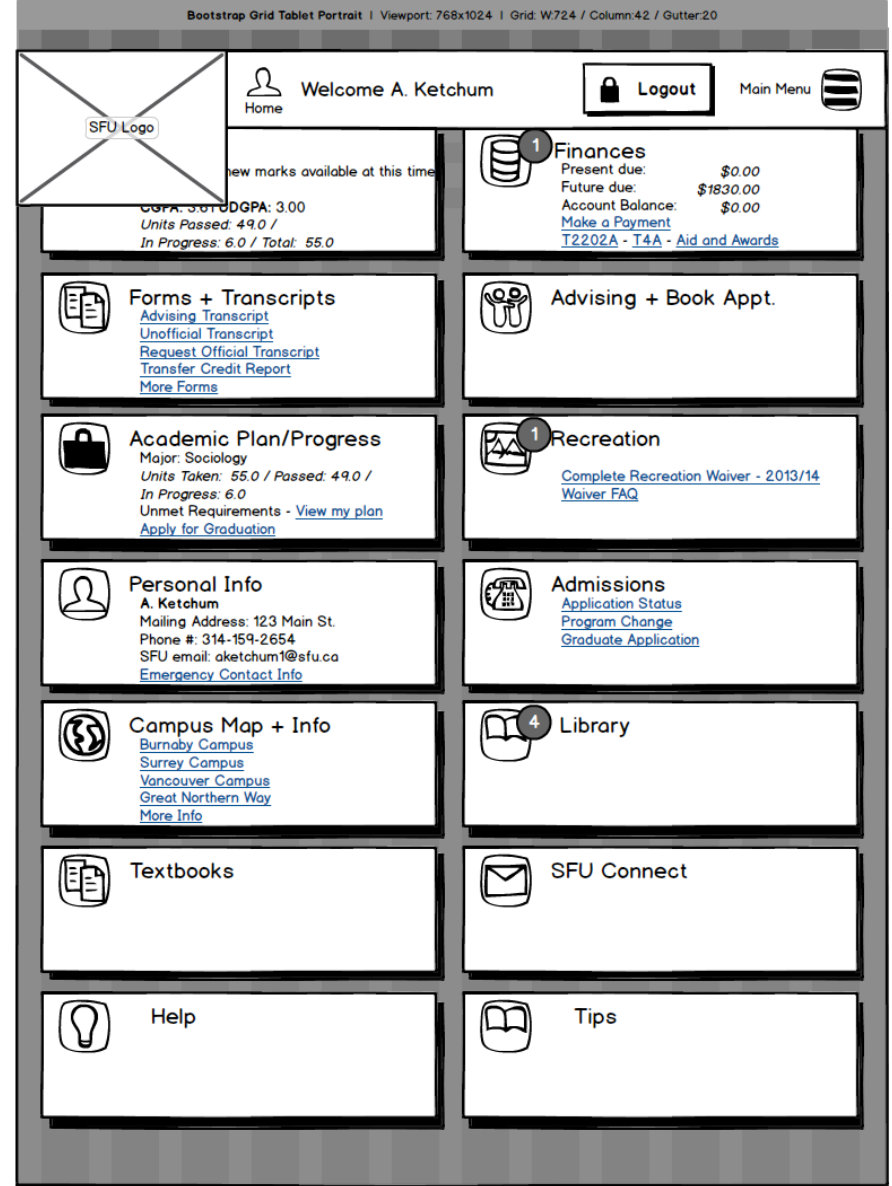 Bootstrap Grid Tablet Portrait | Viewport: 768x1024 | Grid: W:724 / Column:42 / Gutter:20
SFU Logo
Home
Welcome A. Ketchum
Logout
Main Menu
new marks available at this time
CGPA: 3.61 UDGPA: 3.00
Units Passed: 49.0 /
In Progress: 6.0 / Total: 55.0
1
Finances
Present due: $0.00
Future due: $1830.00
Account Balance: $0.00
Make a Payment
T2202A - T4A - Aid and Awards
Forms + Transcripts
Advising Transcript
Unofficial Transcript
Request Official Transcript
Transfer Credit Report
More Forms
Advising + Book Appt.
Academic Plan/Progress
Major: Sociology
Units Taken: 55.0 / Passed: 49.0 /
In Progress: 6.0
Unmet Requirements - View my plan
Apply for Graduation
1
Recreation
Complete Recreation Waiver - 2013/14
Waiver FAQ
Personal Info
A. Ketchum
Mailing Address: 123 Main St.
Phone #: 314-159-2654
SFU email: aketchum1@sfu.ca
Emergency Contact Info
Admissions
Application Status
Program Change
Graduate Application
Campus Map + Info
Burnaby Campus
Surrey Campus
Vancouver Campus
Great Northern Way
More Info
4
Library
Textbooks
SFU Connect
Help
Tips